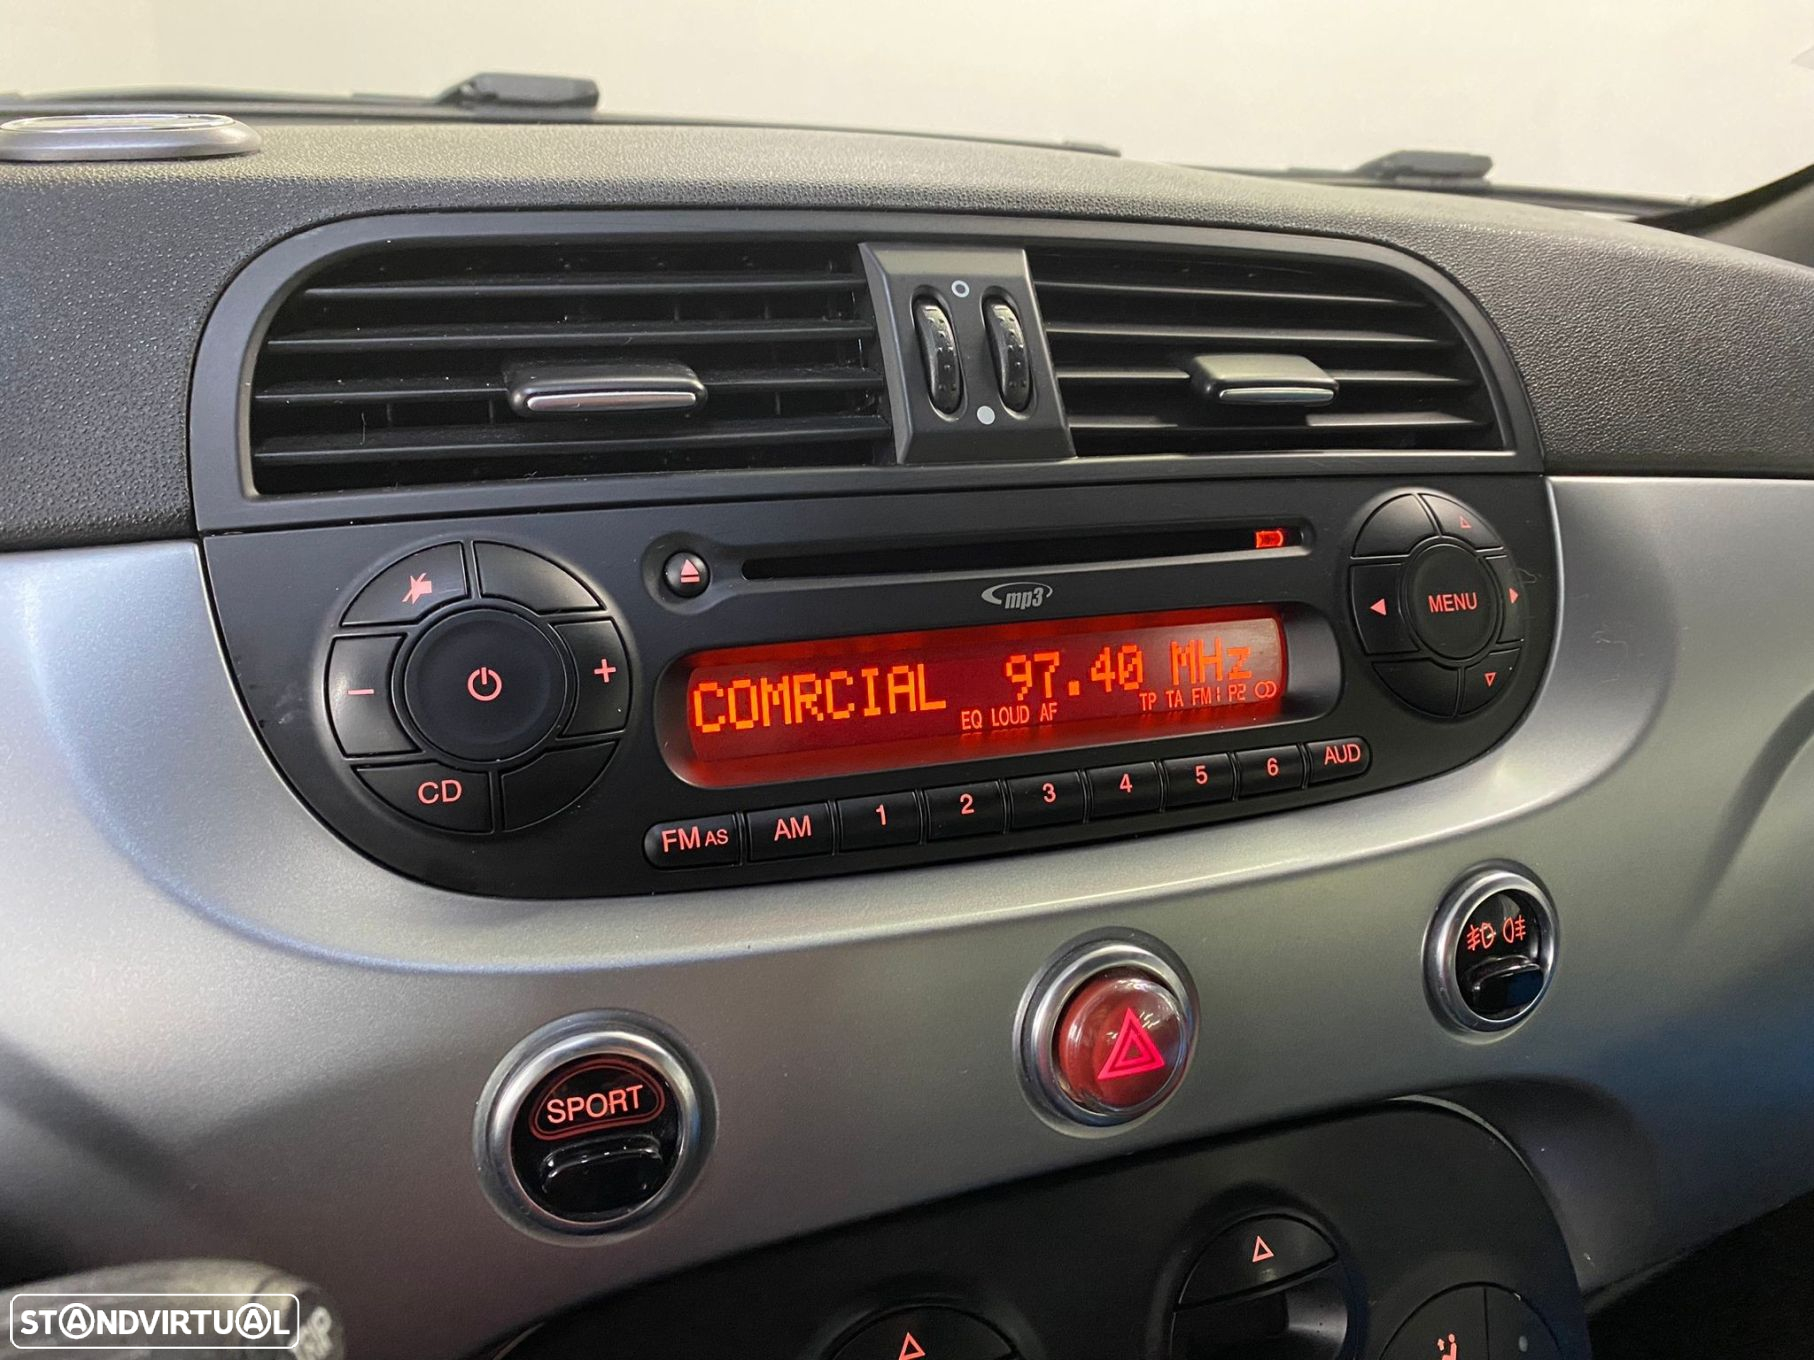 mp3
MENU
COMRCIAL 97.40 MHz
EQ LOUD AF TP TA FM1 P2
CD
FM AS AM 1 2 3 4 5 6 AUD
SPORT
STANDVIRTUAL